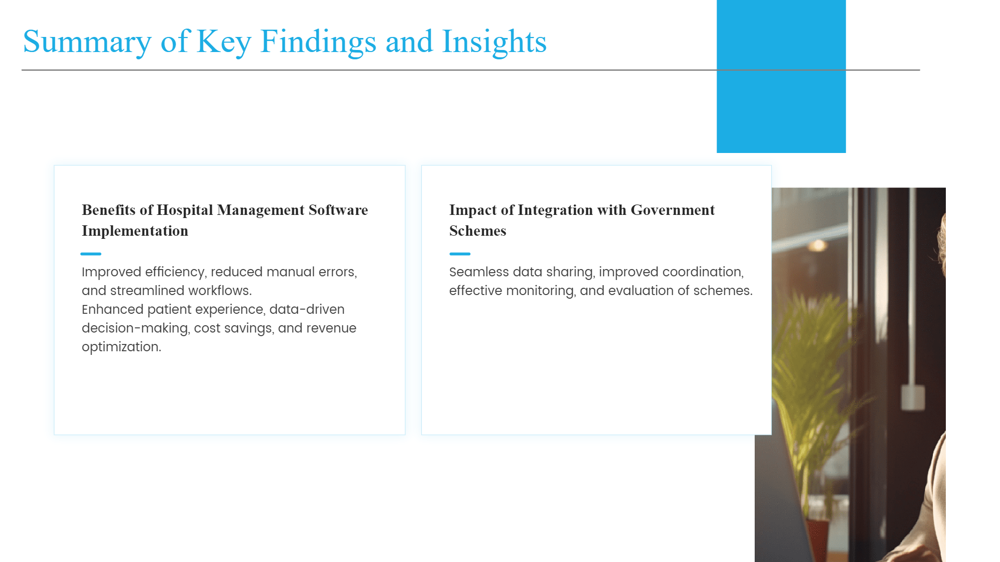 Summary of Key Findings and Insights
Benefits of Hospital Management Software
Implementation
Improved efficiency, reduced manual errors,
and streamlined workflows.
Enhanced patient experience, data-driven
decision-making, cost savings, and revenue
optimization.
Impact of Integration with Government
Schemes
Seamless data sharing, improved coordination,
effective monitoring, and evaluation of schemes.